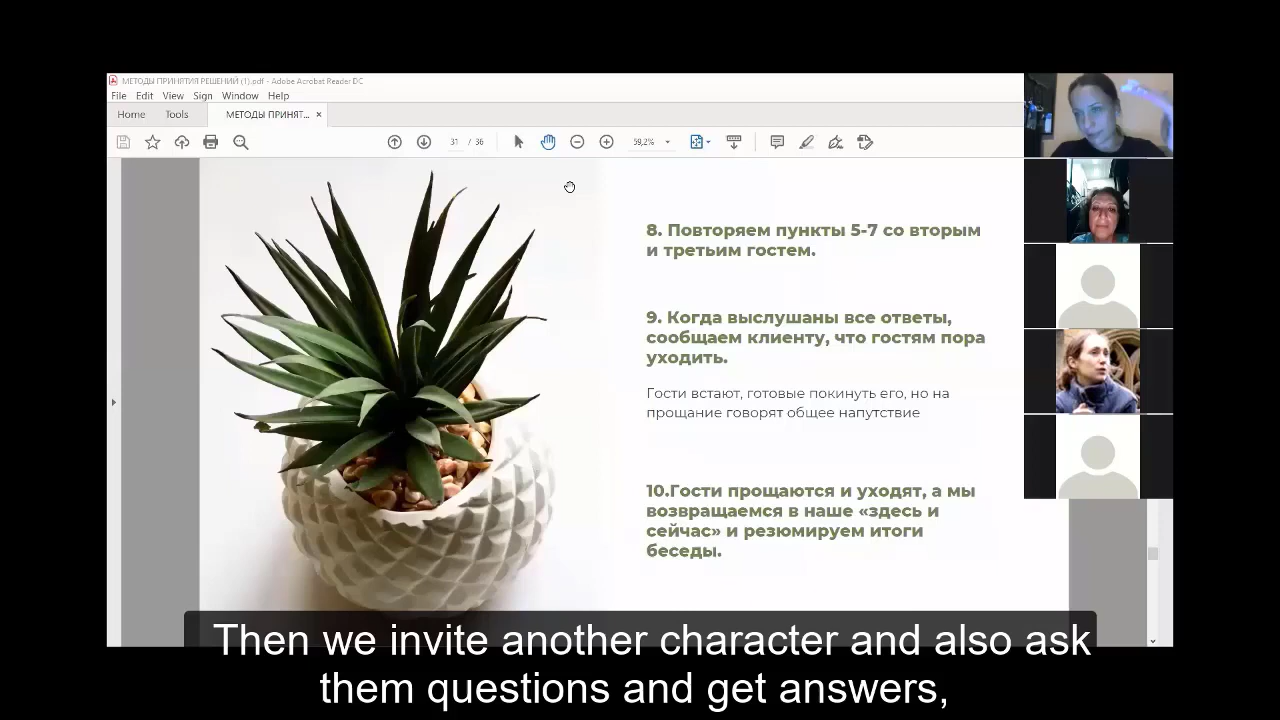 МЕТОДЫ ПРИНЯТИЯ РЕШЕНИЙ (1).pdf - Adobe Acrobat Reader DC
File Edit View Sign Window Help
Home Tools МЕТОДЫ ПРИНЯТ... ×
31 / 36 59,2%
8. Повторяем пункты 5-7 со вторым
и третьим гостем.
9. Когда выслушаны все ответы,
сообщаем клиенту, что гостям пора
уходить.
Гости встают, готовые покинуть его, но на
прощание говорят общее напутствие
10.Гости прощаются и уходят, а мы
возвращаемся в наше «здесь и
сейчас» и резюмируем итоги
беседы.
Then we invite another character and also ask
them questions and get answers,